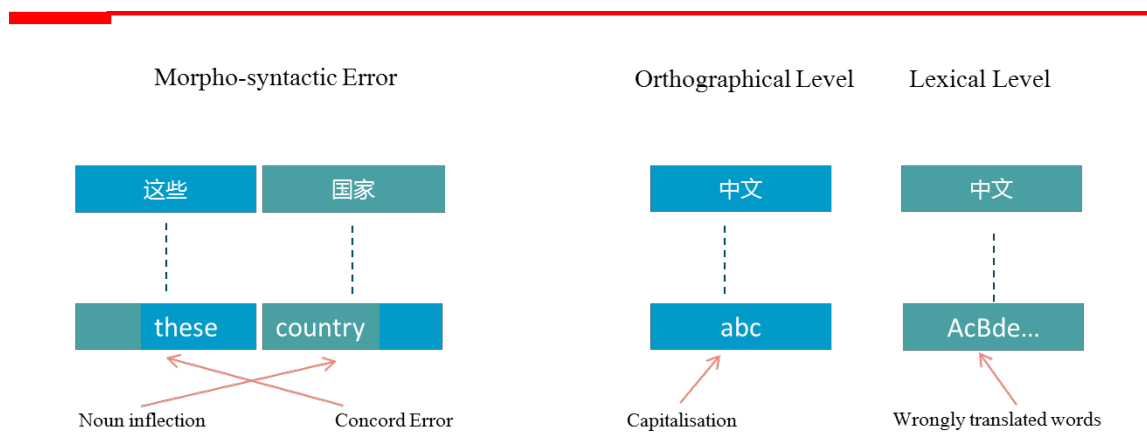 Morpho-syntactic Error
Orthographical Level
Lexical Level
这些
国家
中文
中文
these
country
abc
AcBde...
Noun inflection
Concord Error
Capitalisation
Wrongly translated words